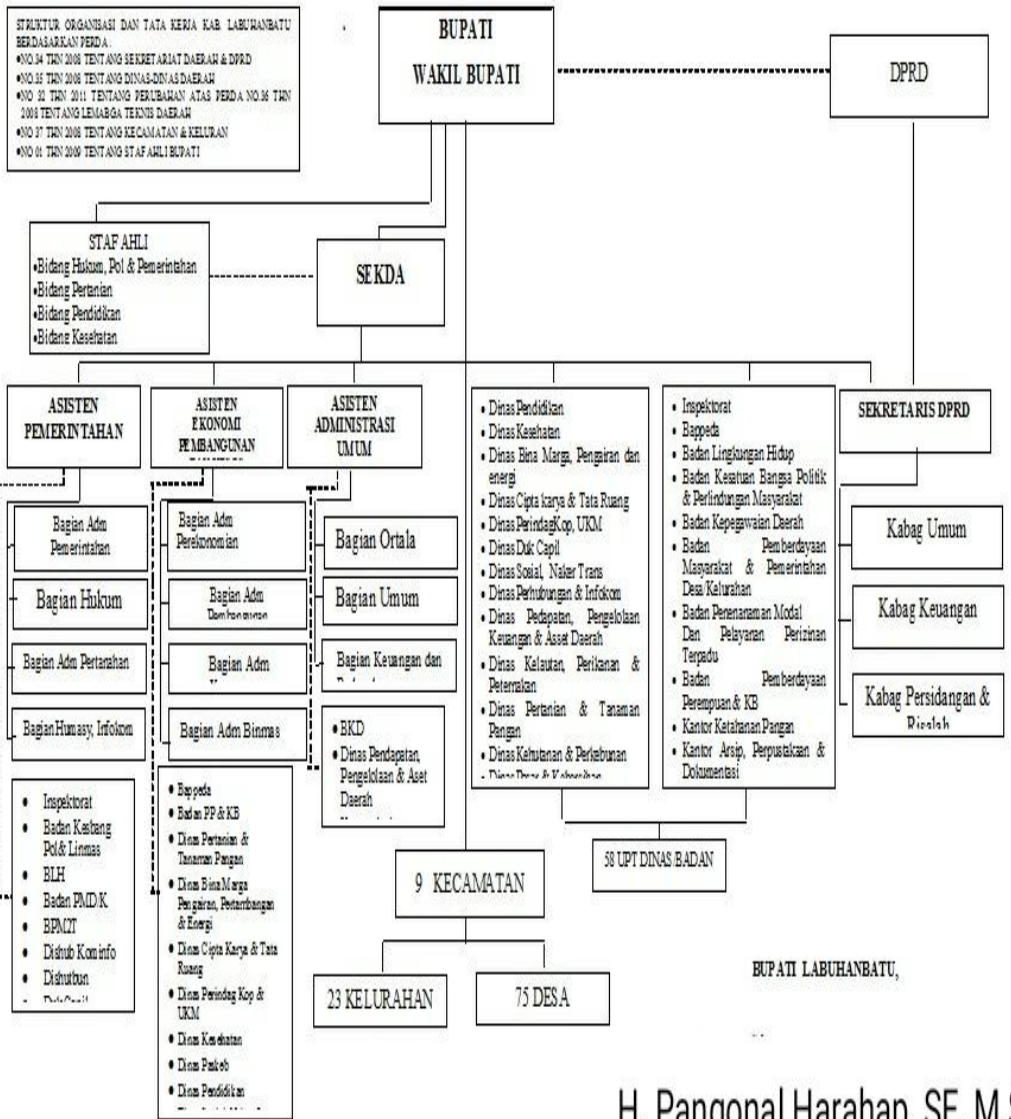 STRUKTUR ORGANISASI DAN TATA KERJA KAB. LABUHANBATU
BERDASARKAN PERDA :
•NO.34 THN 2008 TENTANG SEKRETARIAT DAERAH & DPRD
•NO.35 THN 2008 TENTANG DINAS-DINAS DAERAH
•NO 32 THN 2011 TENTANG PERUBAHAN ATAS PERDA NO.36 THN
2008 TENTANG LEMABGA TEKNIS DAERAH
•NO 37 THN 2008 TENTANG KECAMATAN & KELURAN
•NO 01 THN 2009 TENTANG STAF AHLI BUPATI
BUPATI
WAKIL BUPATI
DPRD
STAF AHLI
•Bidang Hukum, Pol & Pemerintahan
•Bidang Pertanian
•Bidang Pendidikan
•Bidang Kesehatan
SEKDA
ASISTEN
PEMERINTAHAN
ASISTEN
EKONOMI
PEMBANGUNAN
ASISTEN
ADMINISTRASI
UMUM
SEKRETARIS DPRD
Bagian Adm
Pemerintahan
Bagian Hukum
Bagian Adm Pertanahan
Bagian Humasy, Infokom
• Inspektorat
• Badan Kesbang
Pol& Linmas
• BLH
• Badan PMD/K
• BPM2T
• Dishub Kominfo
• Dishutbun
Bagian Adm
Perekonomian
Bagian Adm
Bagian Adm
Bagian Adm Binmas
• Bappeda
• Badan PP & KB
• Dinas Pertanian &
Tanaman Pangan
• Dinas Bina Marga
Pengairan, Pertambangan
& Energi
• Dinas Cipta Karya & Tata
Ruang
• Dinas Perindag Kop &
UKM
• Dinas Kesehatan
• Dinas Paskeb
• Dinas Pendidikan
Bagian Ortala
Bagian Umum
Bagian Keuangan dan
• BKD
• Dinas Pendapatan,
Pengelolaan & Aset
Daerah
• Dinas Pendidikan
• Dinas Kesehatan
• Dinas Bina Marga, Pengairan dan
energi
• Dinas Cipta karya & Tata Ruang
• Dinas PerindagKop, UKM
• Dinas Duk Capil
• Dinas Sosial, Naker Trans
• Dinas Perhubungan & Infokom
• Dinas Pedapatan, Pengelolaan
Keuangan & Asset Daerah
• Dinas Kelautan, Perikanan &
Peternakan
• Dinas Pertanian & Tanaman
Pangan
• Dinas Kehutanan & Perkebunan
• Inspektorat
• Bappeda
• Badan Lingkungan Hidup
• Badan Kesatuan Bangsa Politik
& Perlindungan Masyarakat
• Badan Kepegawaian Daerah
• Badan Pemberdayaan
Masyarakat & Pemerintahan
Desa/Kelurahan
• Badan Penenanaman Modal
Dan Pelayanan Perizinan
Terpadu
• Badan Pemberdayaan
Perempuan & KB
• Kantor Ketahanan Pangan
• Kantor Arsip, Perpustakaan &
Dokumentasi
Kabag Umum
Kabag Keuangan
Kabag Persidangan &
58 UPT DINAS/BADAN
9 KECAMATAN
23 KELURAHAN
75 DESA
BUPATI LABUHANBATU,
H. Pangonal Harahap, SE, M.S